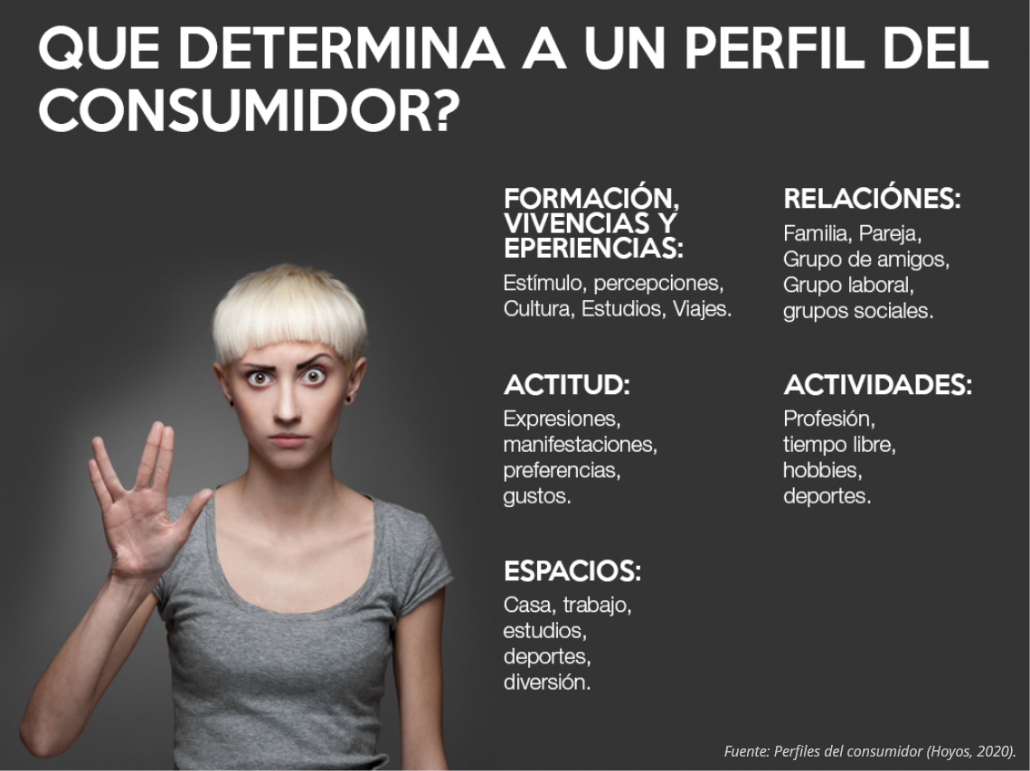 QUE DETERMINA A UN PERFIL DEL
CONSUMIDOR?
FORMACIÓN,
VIVENCIAS Y
EPERIENCIAS:
Estímulo, percepciones,
Cultura, Estudios, Viajes.
RELACIÓNES:
Familia, Pareja,
Grupo de amigos,
Grupo laboral,
grupos sociales.
ACTITUD:
Expresiones,
manifestaciones,
preferencias,
gustos.
ACTIVIDADES:
Profesión,
tiempo libre,
hobbies,
deportes.
ESPACIOS:
Casa, trabajo,
estudios,
deportes,
diversión.
Fuente: Perfiles del consumidor (Hoyos, 2020).